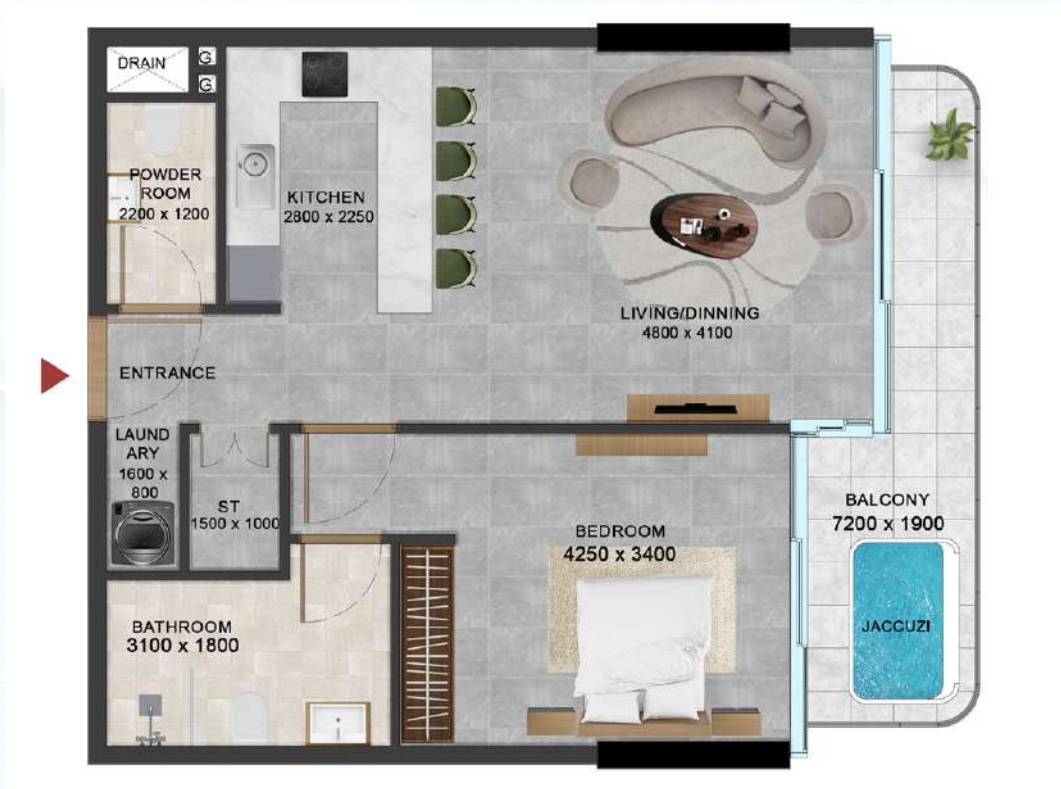 DRAIN
G
G
POWDER
ROOM
2200 x 1200
KITCHEN
2800 x 2250
LIVING/DINNING
4800 x 4100
ENTRANCE
LAUND
ARY
1600 x
800
ST
1500 x 1000
BEDROOM
4250 x 3400
BALCONY
7200 x 1900
BATHROOM
3100 x 1800
JACCUZI